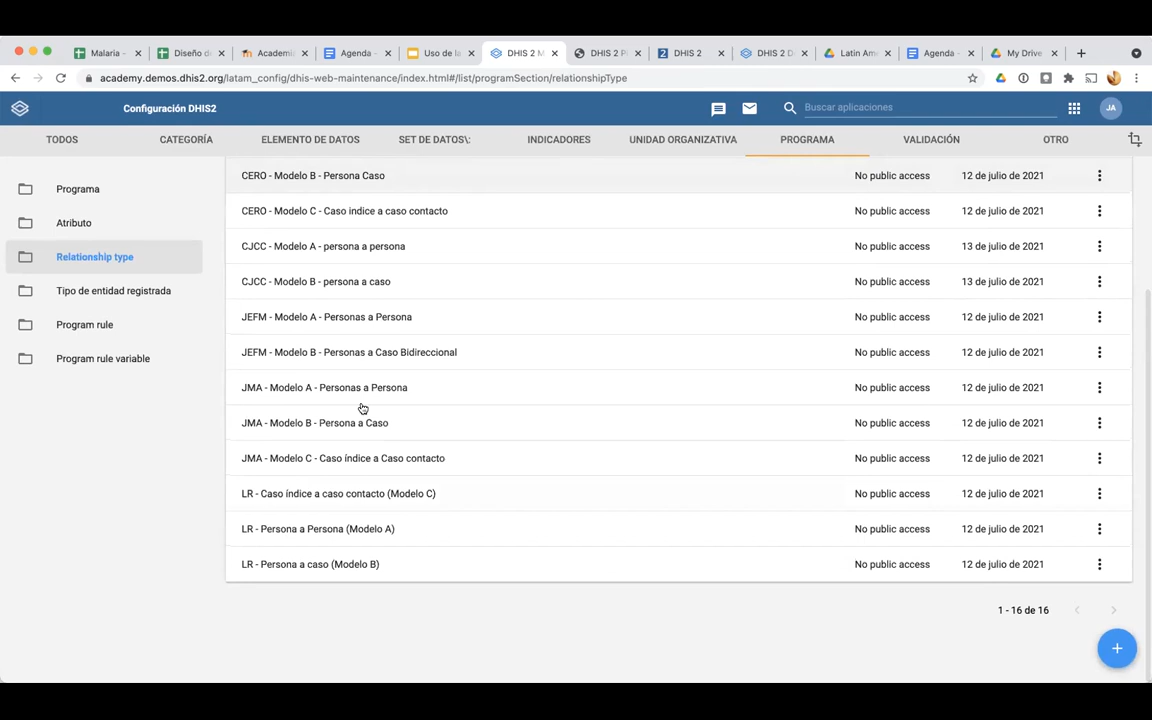 Malaria -
Diseño d
Academi
Agenda -
Uso de la
DHIS 2 M
DHIS 2 P
DHIS 2
DHIS 2 D
Latin Am
Agenda -
My Drive
academy.demos.dhis2.org/latam_config/dhis-web-maintenance/index.html#/list/programSection/relationshipType
Configuración DHIS2
Buscar aplicaciones
JA
TODOS
CATEGORÍA
ELEMENTO DE DATOS
SET DE DATOS\:
INDICADORES
UNIDAD ORGANIZATIVA
PROGRAMA
VALIDACIÓN
OTRO
Programa
Atributo
Relationship type
Tipo de entidad registrada
Program rule
Program rule variable
CERO - Modelo B - Persona Caso No public access 12 de julio de 2021
CERO - Modelo C - Caso indice a caso contacto No public access 12 de julio de 2021
CJCC - Modelo A - persona a persona No public access 13 de julio de 2021
CJCC - Modelo B - persona a caso No public access 13 de julio de 2021
JEFM - Modelo A - Personas a Persona No public access 12 de julio de 2021
JEFM - Modelo B - Personas a Caso Bidireccional No public access 12 de julio de 2021
JMA - Modelo A - Personas a Persona No public access 12 de julio de 2021
JMA - Modelo B - Persona a Caso No public access 12 de julio de 2021
JMA - Modelo C - Caso índice a Caso contacto No public access 12 de julio de 2021
LR - Caso índice a caso contacto (Modelo C) No public access 12 de julio de 2021
LR - Persona a Persona (Modelo A) No public access 12 de julio de 2021
LR - Persona a caso (Modelo B) No public access 12 de julio de 2021
1 - 16 de 16